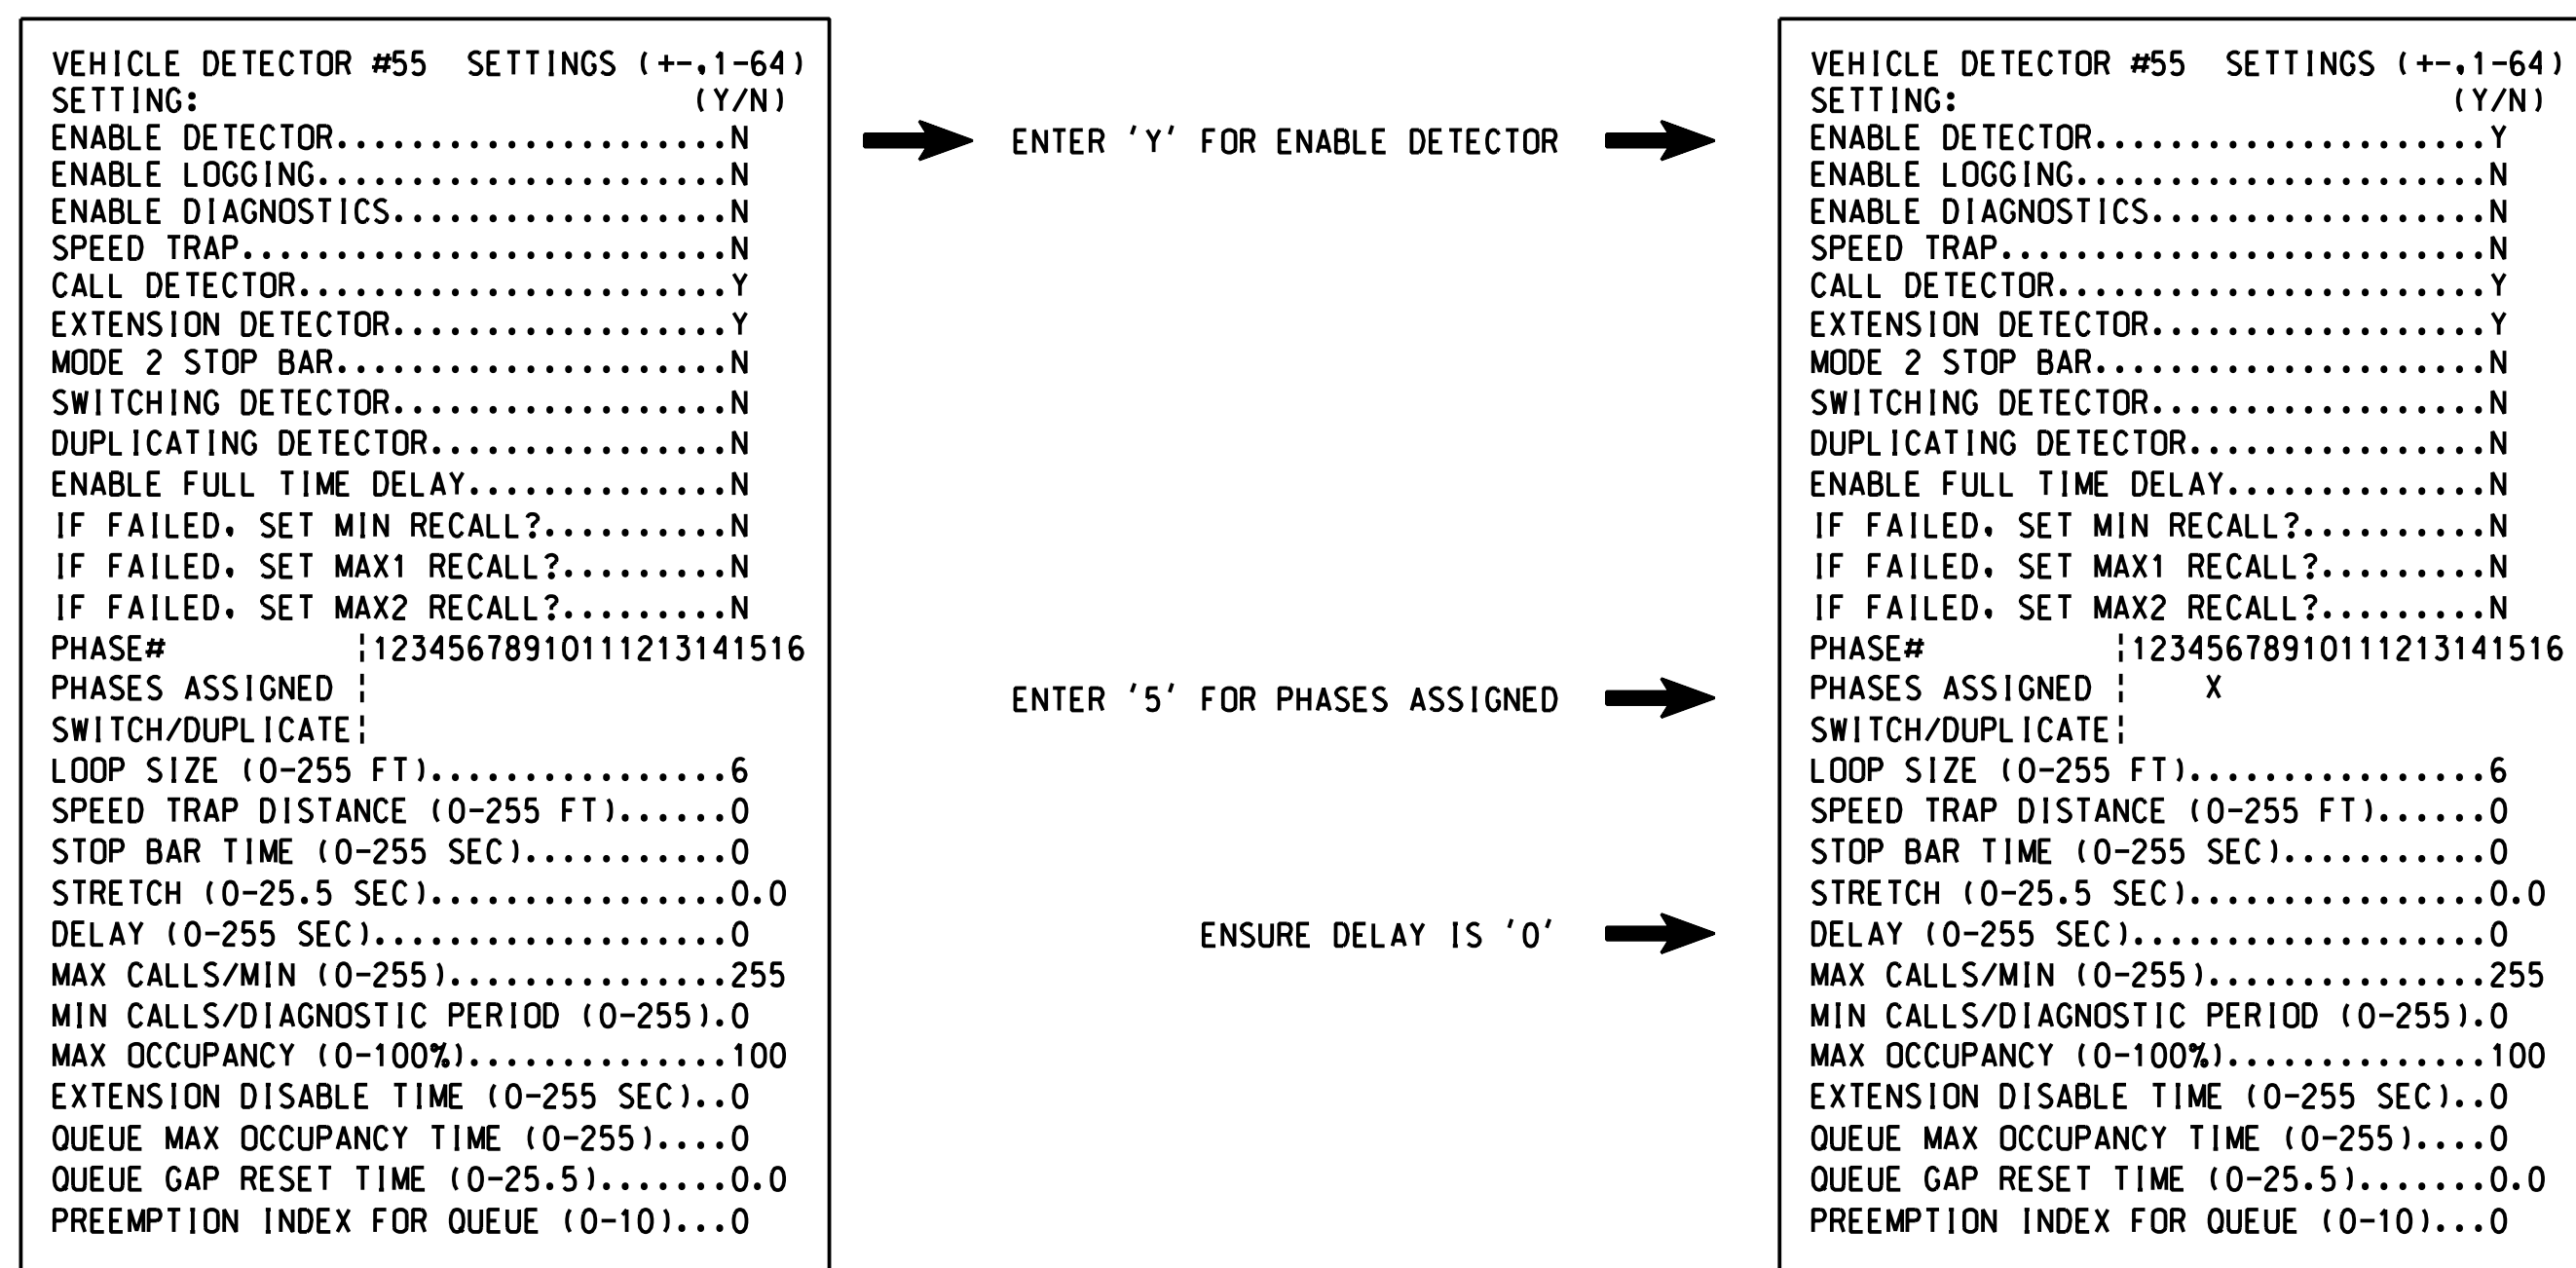 VEHICLE DETECTOR #55  SETTINGS (+-,1-64)
SETTING:                          (Y/N)
ENABLE DETECTOR.....................N
ENABLE LOGGING......................N
ENABLE DIAGNOSTICS..................N
SPEED TRAP..........................N
CALL DETECTOR.......................Y
EXTENSION DETECTOR..................Y
MODE 2 STOP BAR.....................N
SWITCHING DETECTOR..................N
DUPLICATING DETECTOR................N
ENABLE FULL TIME DELAY..............N
IF FAILED, SET MIN RECALL?..........N
IF FAILED, SET MAX1 RECALL?.........N
IF FAILED, SET MAX2 RECALL?.........N
PHASE#          ¦12345678910111213141516
PHASES ASSIGNED ¦
SWITCH/DUPLICATE¦
LOOP SIZE (0-255 FT)................6
SPEED TRAP DISTANCE (0-255 FT)......0
STOP BAR TIME (0-255 SEC)...........0
STRETCH (0-25.5 SEC)................0.0
DELAY (0-255 SEC)...................0
MAX CALLS/MIN (0-255)...............255
MIN CALLS/DIAGNOSTIC PERIOD (0-255).0
MAX OCCUPANCY (0-100%)..............100
EXTENSION DISABLE TIME (0-255 SEC)..0
QUEUE MAX OCCUPANCY TIME (0-255)....0
QUEUE GAP RESET TIME (0-25.5).......0.0
PREEMPTION INDEX FOR QUEUE (0-10)...0
ENTER 'Y' FOR ENABLE DETECTOR
ENTER '5' FOR PHASES ASSIGNED
ENSURE DELAY IS '0'
VEHICLE DETECTOR #55  SETTINGS (+-,1-64)
SETTING:                          (Y/N)
ENABLE DETECTOR.....................Y
ENABLE LOGGING......................N
ENABLE DIAGNOSTICS..................N
SPEED TRAP..........................N
CALL DETECTOR.......................Y
EXTENSION DETECTOR..................Y
MODE 2 STOP BAR.....................N
SWITCHING DETECTOR..................N
DUPLICATING DETECTOR................N
ENABLE FULL TIME DELAY..............N
IF FAILED, SET MIN RECALL?..........N
IF FAILED, SET MAX1 RECALL?.........N
IF FAILED, SET MAX2 RECALL?.........N
PHASE#          ¦12345678910111213141516
PHASES ASSIGNED ¦    X
SWITCH/DUPLICATE¦
LOOP SIZE (0-255 FT)................6
SPEED TRAP DISTANCE (0-255 FT)......0
STOP BAR TIME (0-255 SEC)...........0
STRETCH (0-25.5 SEC)................0.0
DELAY (0-255 SEC)...................0
MAX CALLS/MIN (0-255)...............255
MIN CALLS/DIAGNOSTIC PERIOD (0-255).0
MAX OCCUPANCY (0-100%)..............100
EXTENSION DISABLE TIME (0-255 SEC)..0
QUEUE MAX OCCUPANCY TIME (0-255)....0
QUEUE GAP RESET TIME (0-25.5).......0.0
PREEMPTION INDEX FOR QUEUE (0-10)...0